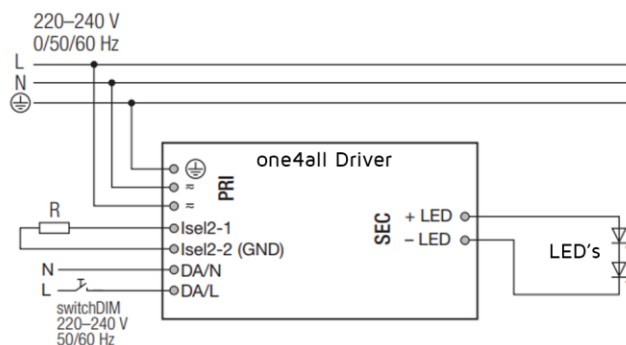 220–240 V
0/50/60 Hz
L
N
one4all Driver
PRI
≂
≂
R
Isel2-1
Isel2-2 (GND)
N
DA/N
L
DA/L
switchDIM
220–240 V
50/60 Hz
SEC
+ LED
– LED
LED's